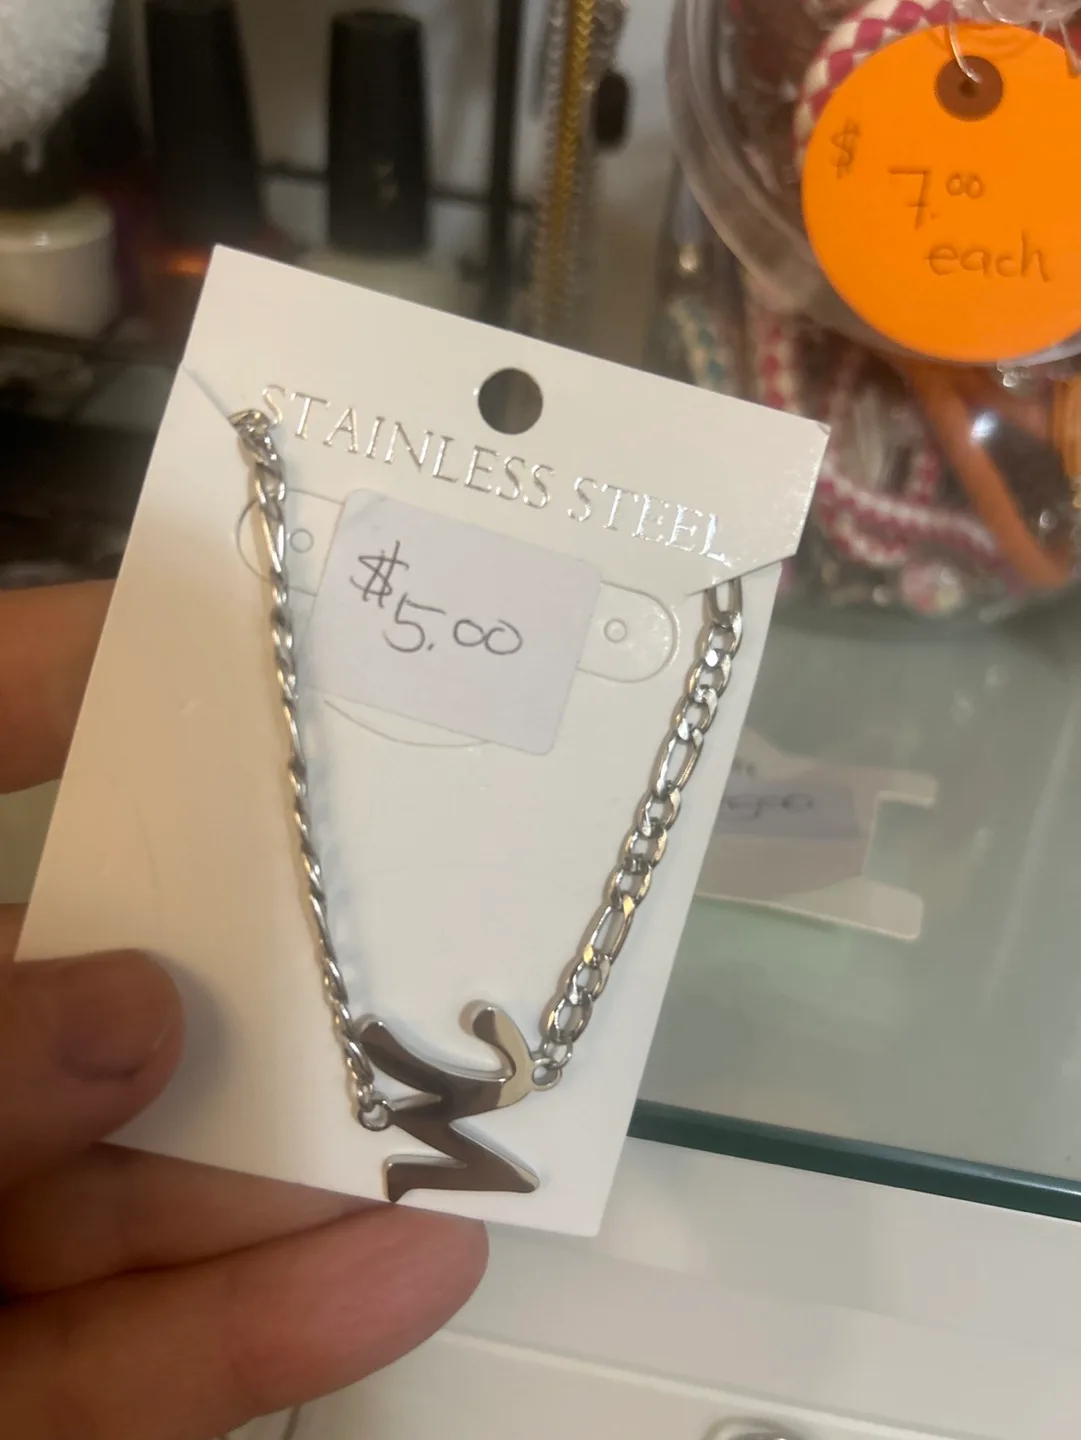 $
7.00
each
STAINLESS STEEL
$5.00